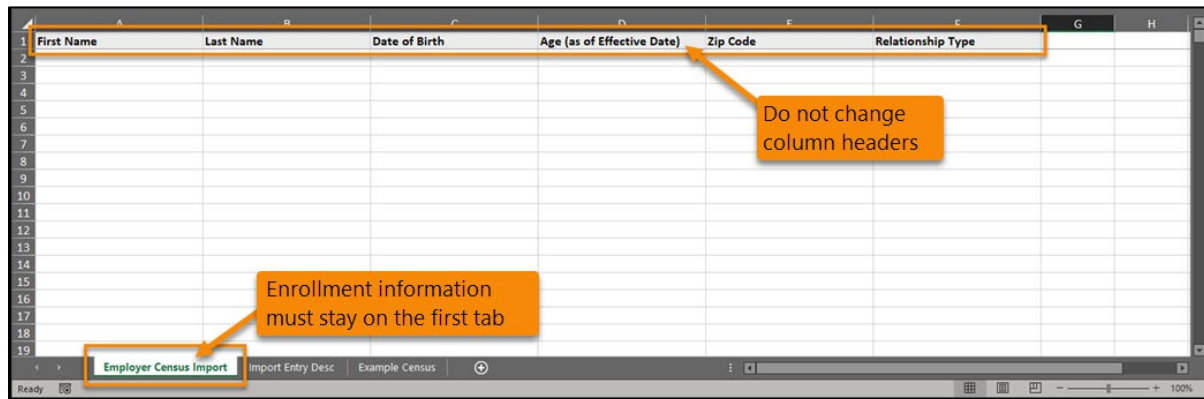 A B C D E F G H
1 First Name Last Name Date of Birth Age (as of Effective Date) Zip Code Relationship Type
2
3
4
5
6
7
8
9
10
11
12
13
14
15
16
17
18
19
Do not change
column headers
Enrollment information
must stay on the first tab
Employer Census Import Import Entry Desc Example Census
Ready 100%